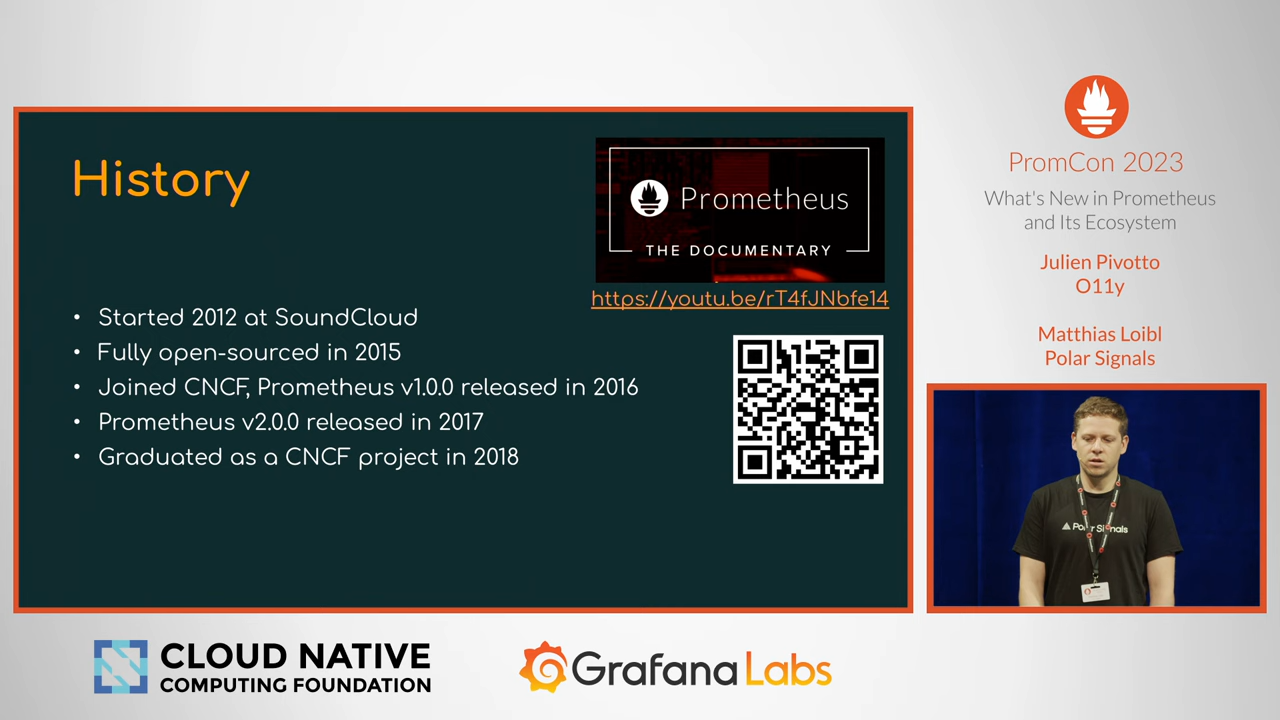 History
Prometheus
THE DOCUMENTARY
https://youtu.be/rT4fJNbfe14
• Started 2012 at SoundCloud
• Fully open-sourced in 2015
• Joined CNCF, Prometheus v1.0.0 released in 2016
• Prometheus v2.0.0 released in 2017
• Graduated as a CNCF project in 2018
PromCon 2023
What's New in Prometheus
and Its Ecosystem
Julien Pivotto
O11y
Matthias Loibl
Polar Signals
Polar Signals
CLOUD NATIVE
COMPUTING FOUNDATION
Grafana Labs